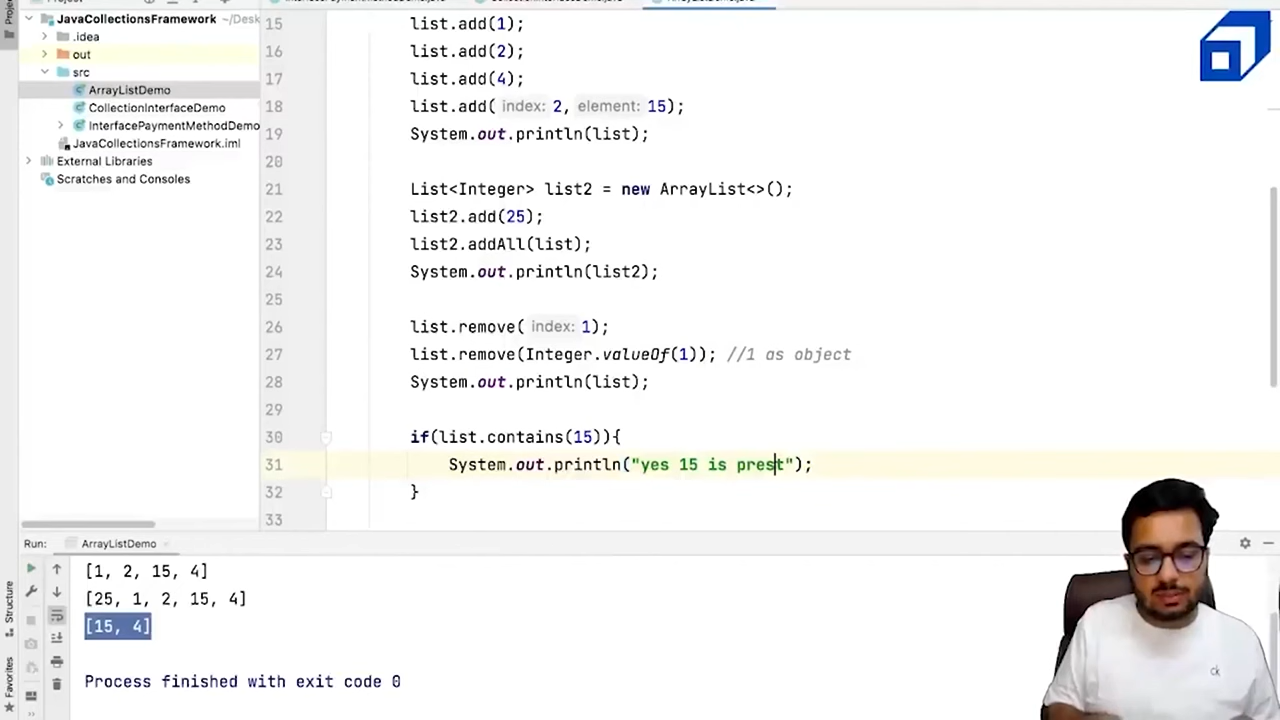 Project
JavaCollectionsFramework ~/Desk
.idea
out
src
ArrayListDemo
CollectionInterfaceDemo
InterfacePaymentMethodDemo
JavaCollectionsFramework.iml
External Libraries
Scratches and Consoles
15 list.add(1);
16 list.add(2);
17 list.add(4);
18 list.add( index: 2, element: 15);
19 System.out.println(list);
20
21 List<Integer> list2 = new ArrayList<>();
22 list2.add(25);
23 list2.addAll(list);
24 System.out.println(list2);
25
26 list.remove( index: 1);
27 list.remove(Integer.valueOf(1)); //1 as object
28 System.out.println(list);
29
30 if(list.contains(15)){
31 System.out.println("yes 15 is prest");
32 }
33
Run: ArrayListDemo
[1, 2, 15, 4]
[25, 1, 2, 15, 4]
[15, 4]
Process finished with exit code 0
Structure
Favorites
ck